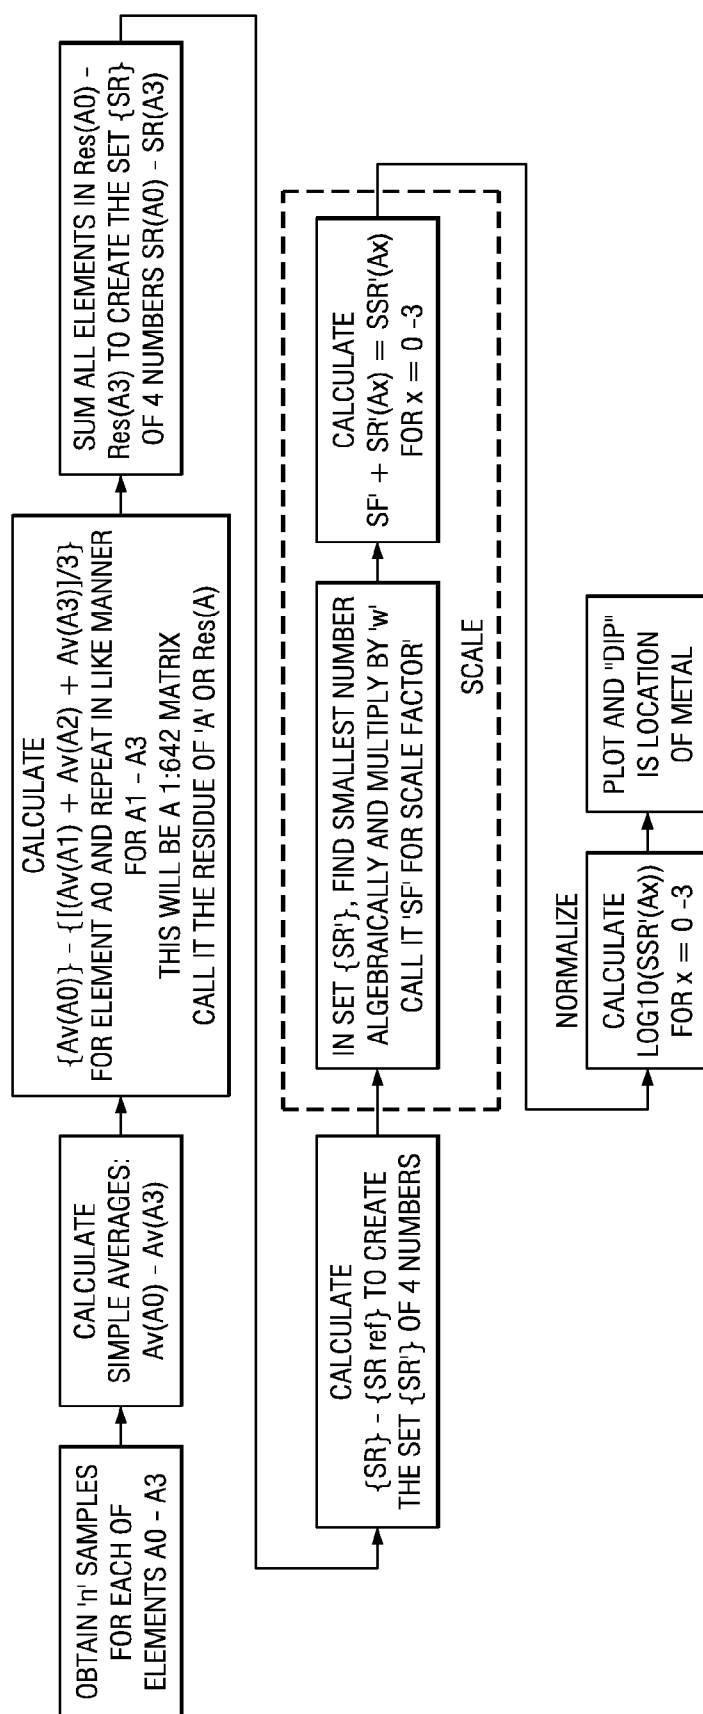 OBTAIN 'n' SAMPLES
FOR EACH OF
ELEMENTS A0 - A3
CALCULATE
SIMPLE AVERAGES:
Av(A0) - Av(A3)
CALCULATE
{Av(A0)} - {[(Av(A1) + Av(A2) + Av(A3)]/3}
FOR ELEMENT A0 AND REPEAT IN LIKE MANNER
FOR A1 - A3
THIS WILL BE A 1:642 MATRIX
CALL IT THE RESIDUE OF 'A' OR Res(A)
SUM ALL ELEMENTS IN Res(A0) -
Res(A3) TO CREATE THE SET {SR}
OF 4 NUMBERS SR(A0) - SR(A3)
CALCULATE
{SR} - {SR ref} TO CREATE
THE SET {SR'} OF 4 NUMBERS
IN SET {SR'}, FIND SMALLEST NUMBER
ALGEBRAICALLY AND MULTIPLY BY 'w'
CALL IT 'SF' FOR SCALE FACTOR'
CALCULATE
SF' + SR'(Ax) = SSR'(Ax)
FOR x = 0 -3
SCALE
NORMALIZE
CALCULATE
LOG10(SSR'(Ax))
FOR x = 0 -3
PLOT AND "DIP"
IS LOCATION
OF METAL